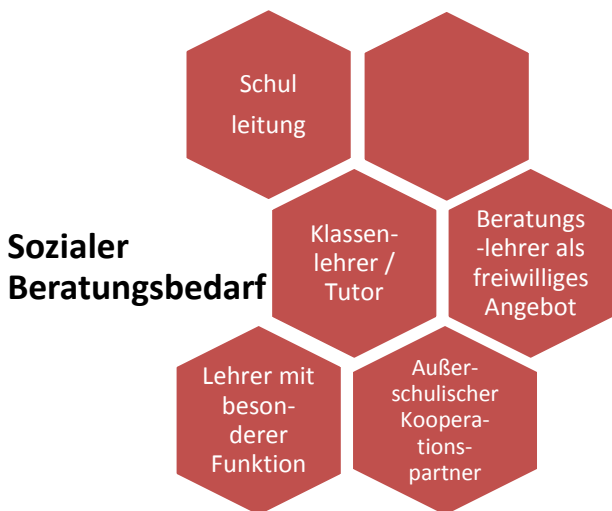 Schul
leitung
Sozialer
Beratungsbedarf
Klassen-
lehrer /
Tutor
Beratungs
-lehrer als
freiwilliges
Angebot
Lehrer mit
beson-
derer
Funktion
Außer-
schulischer
Koopera-
tions-
partner